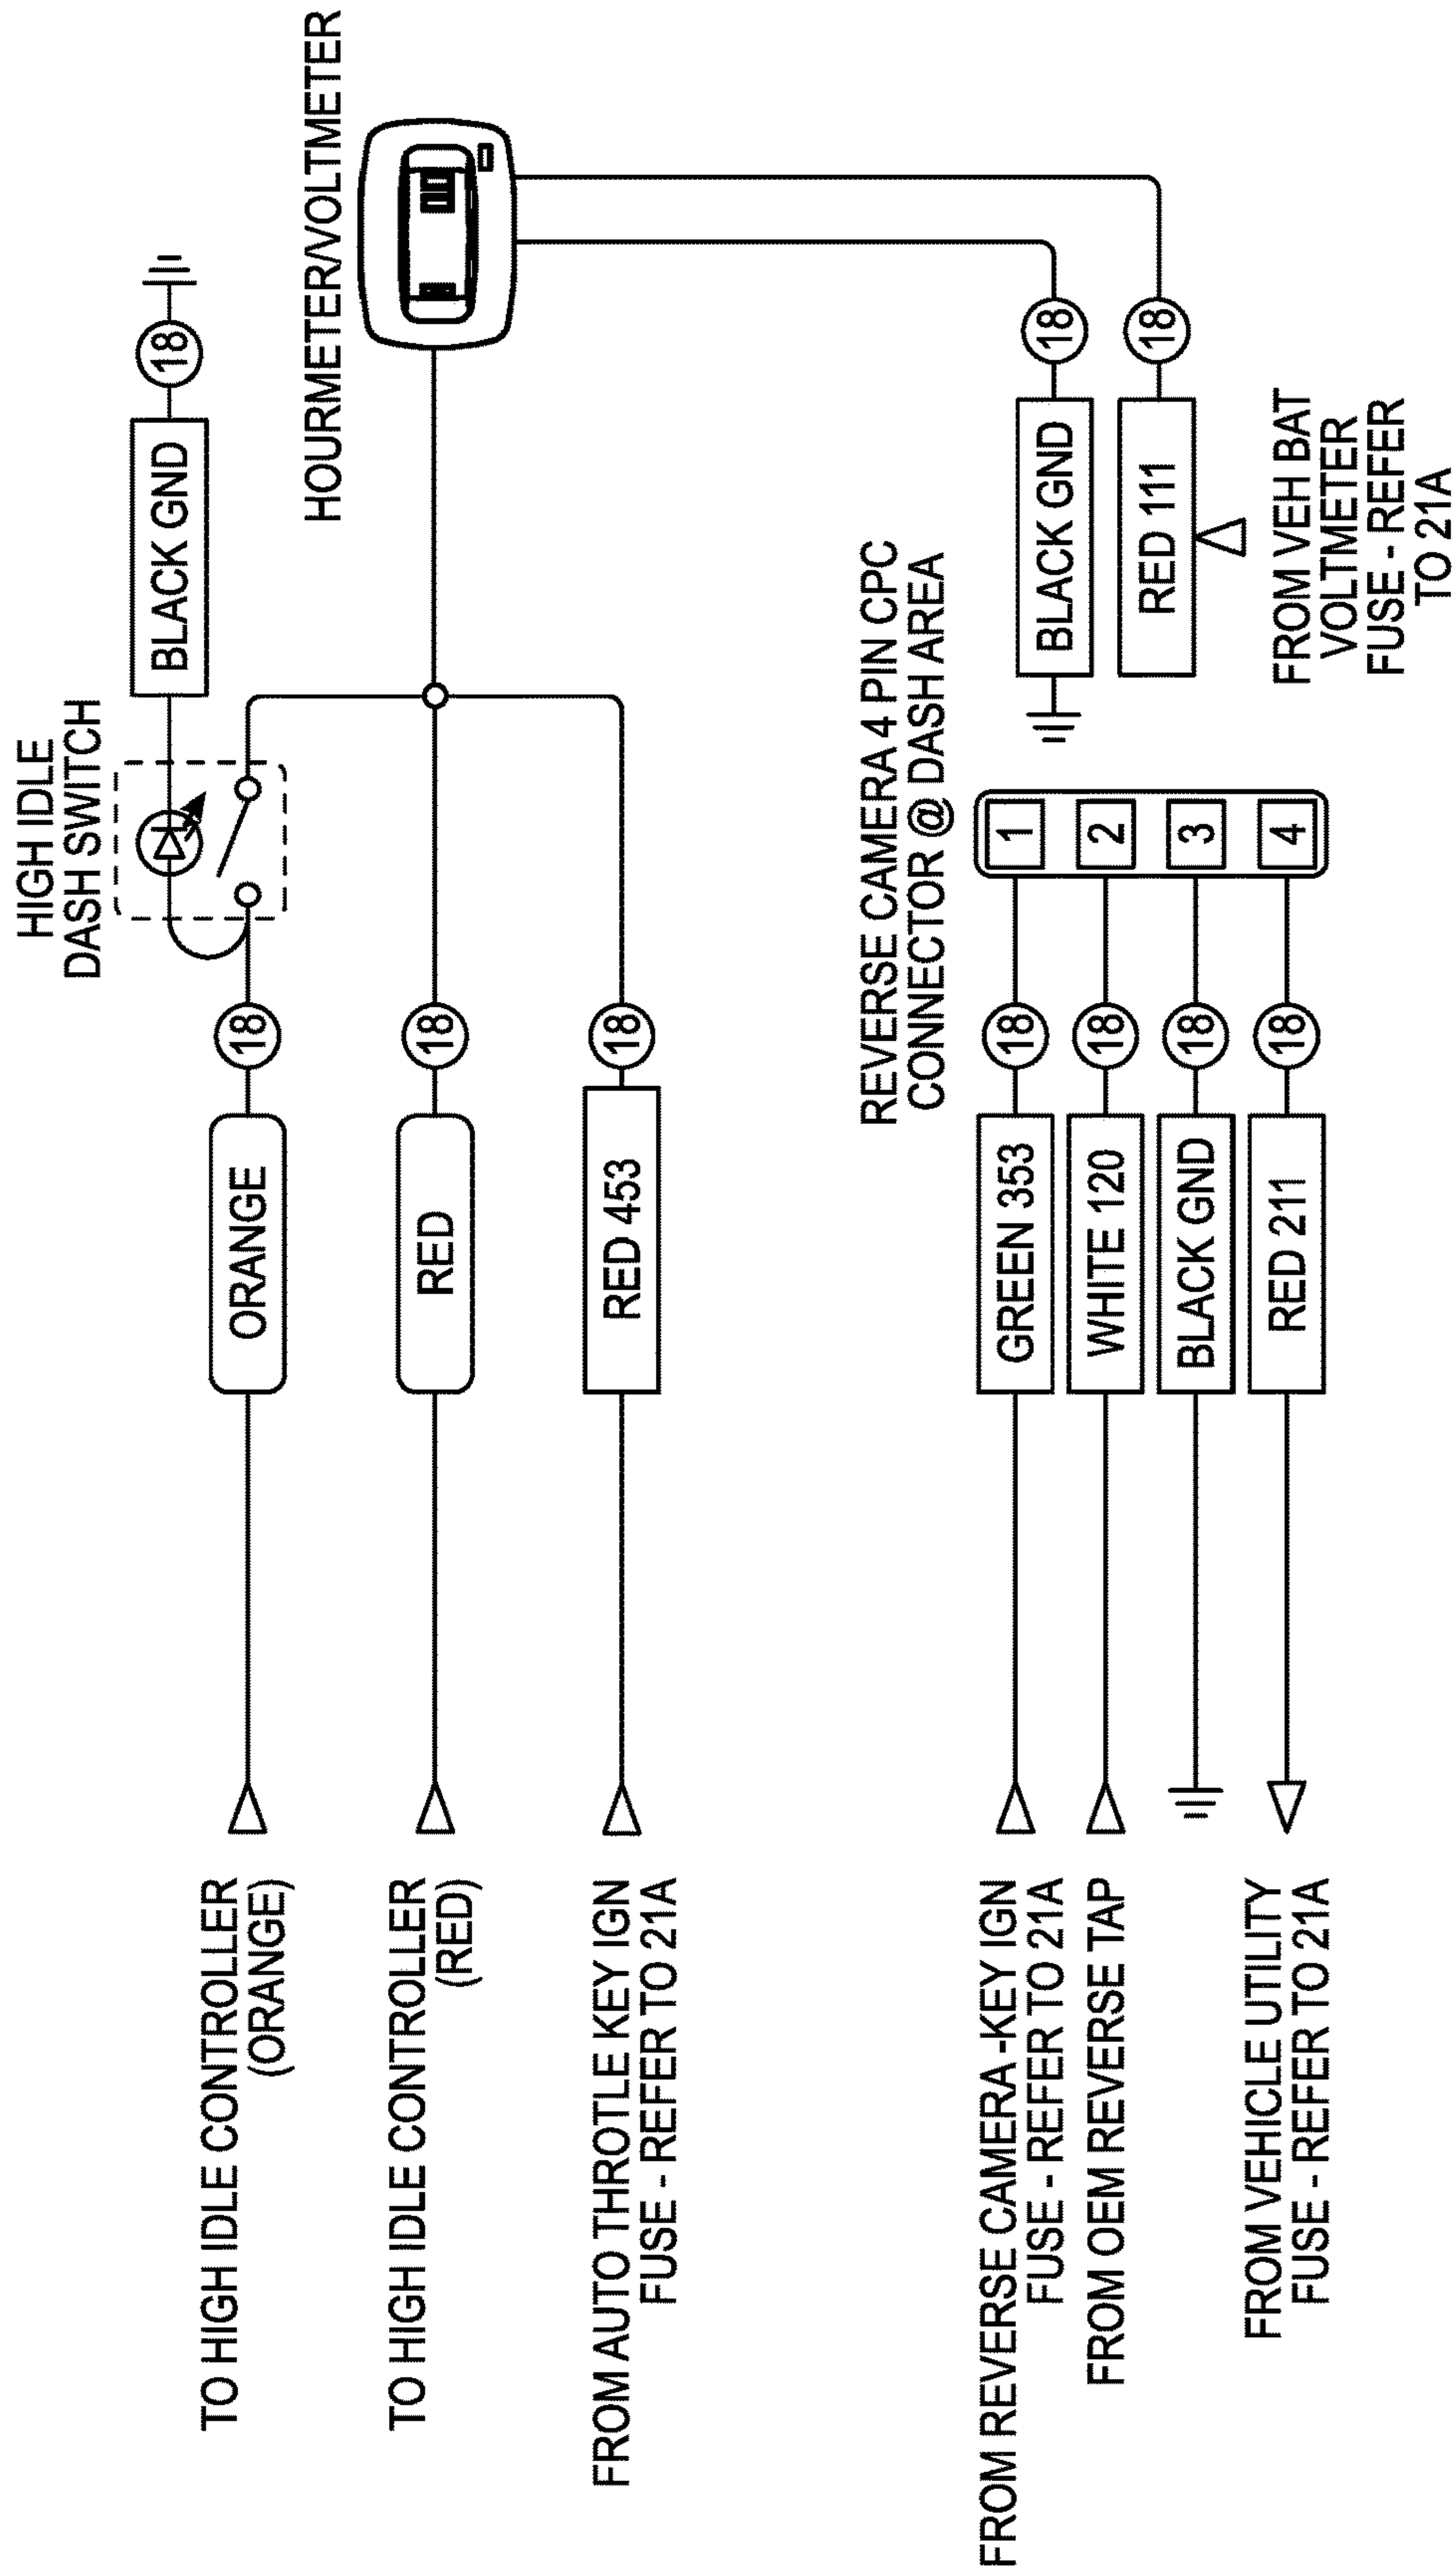 HIGH IDLE
DASH SWITCH
BLACK GND
18
TO HIGH IDLE CONTROLLER
(ORANGE)
ORANGE
18
HOURMETER/VOLTMETER
TO HIGH IDLE CONTROLLER
(RED)
RED
18
FROM AUTO THROTLE KEY IGN
FUSE - REFER TO 21A
RED 453
18
REVERSE CAMERA 4 PIN CPC
CONNECTOR @ DASH AREA
FROM REVERSE CAMERA -KEY IGN
FUSE - REFER TO 21A
GREEN 353
18
1
FROM OEM REVERSE TAP
WHITE 120
18
2
BLACK GND
18
3
FROM VEHICLE UTILITY
FUSE - REFER TO 21A
RED 211
18
4
BLACK GND
18
RED 111
18
FROM VEH BAT
VOLTMETER
FUSE - REFER
TO 21A